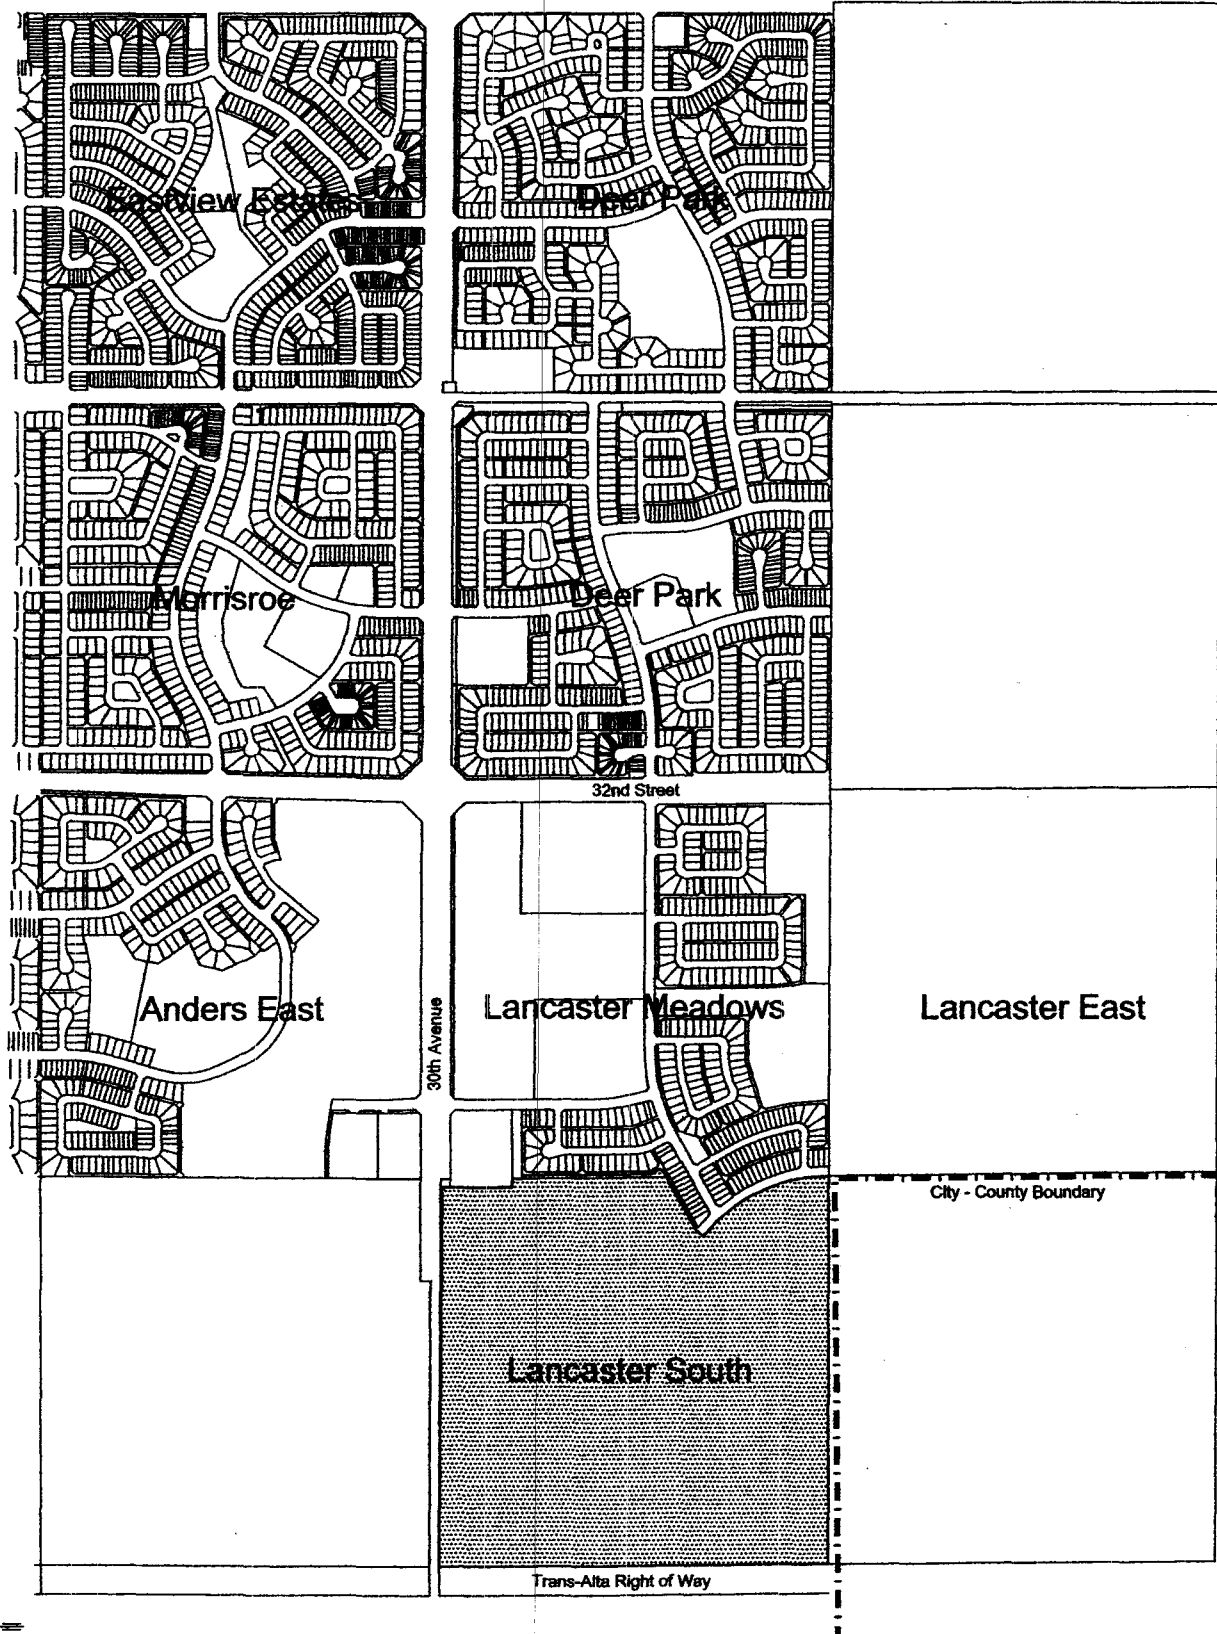 Eastview Estates
Deer Park
Morrisroe
Deer Park
32nd Street
Anders East
30th Avenue
Lancaster Meadows
Lancaster East
City - County Boundary
Lancaster South
Trans-Alta Right of Way